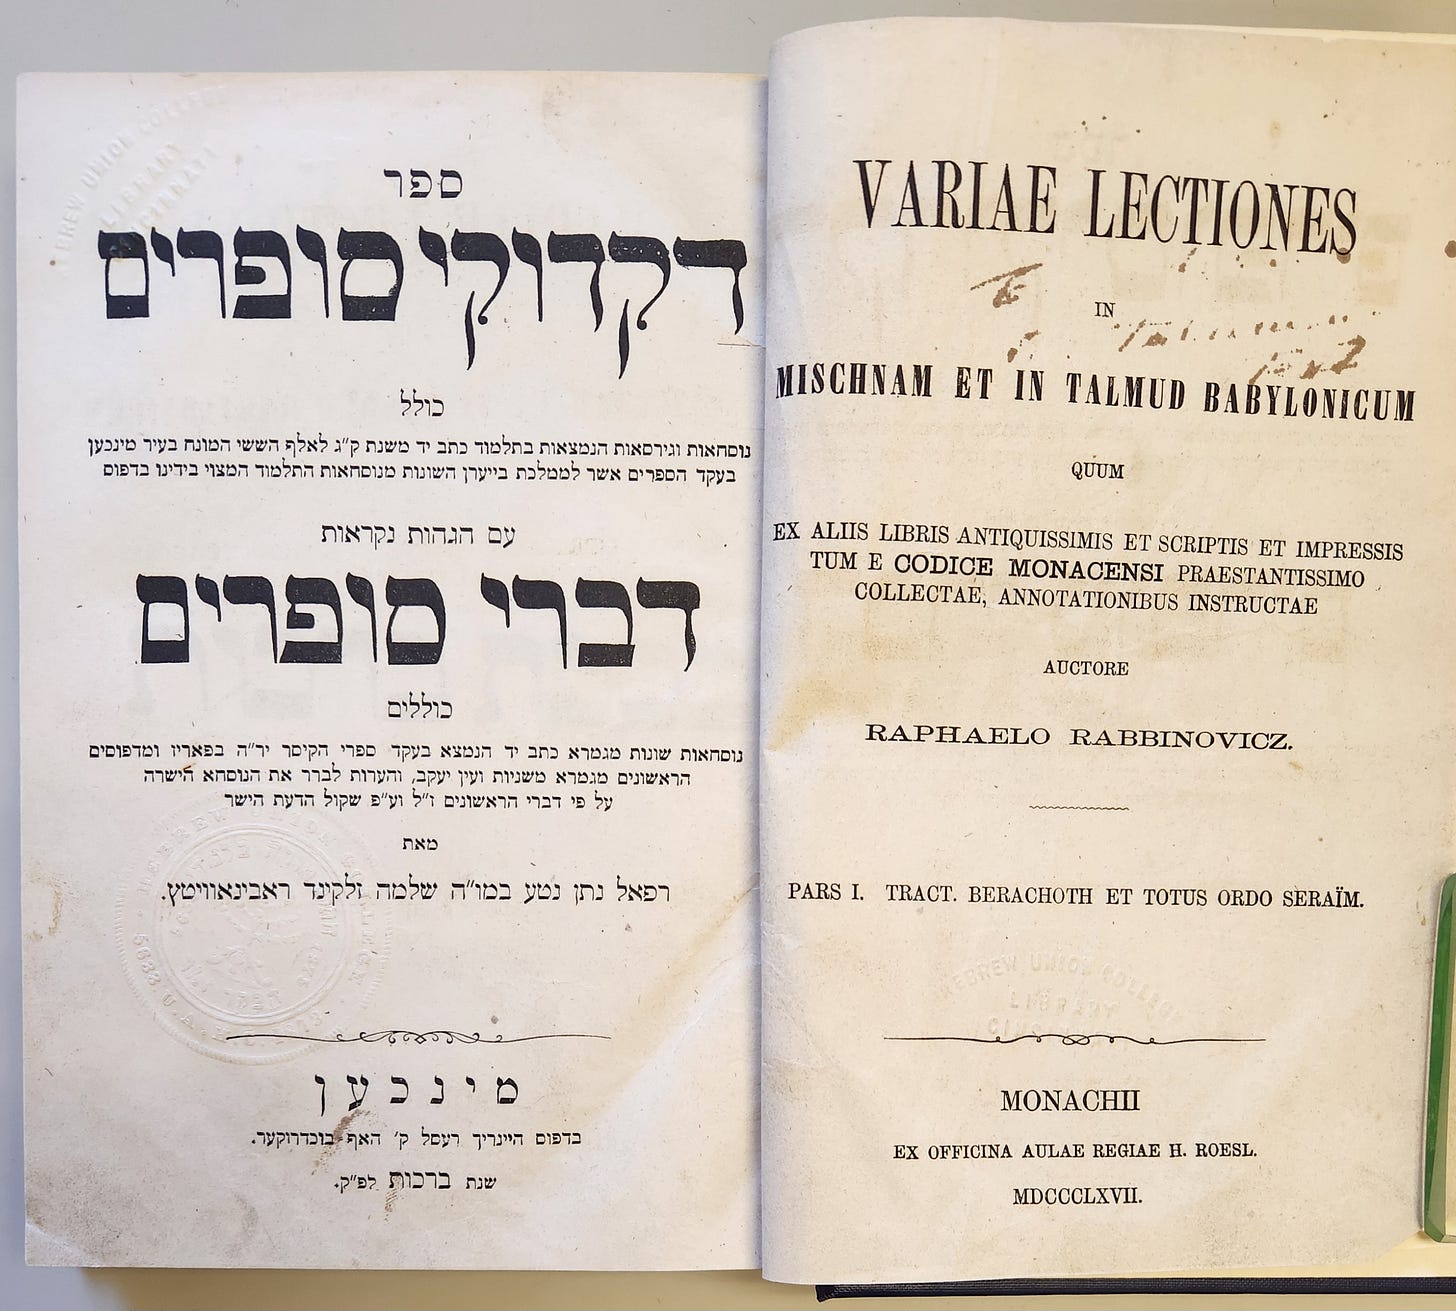 ספר
דקדוקי סופרים
כולל
נוסחאות וגירסאות הנמצאות בתלמוד כתב יד משנת ק״ג לאלף הששי המונח בעיר מינכען
בעקד הספרים אשר לממלכת בייערן השונות מנוסחאות התלמוד המצוי בידינו בדפוס
עם הגהות נקראות
דברי סופרים
כוללים
נוסחאות שונות מגמרא כתב יד הנמצא בעקד ספרי הקיסר יר״ה בפאריז ומדפוסים
הראשונים מגמרא משניות ועין יעקב, והערות לברר את הנוסחא הישרה
על פי דברי הראשונים ז״ל וע״פ שקול הדעת הישר
מאת
רפאל נתן נטע במו״ה שלמה זלקינד ראבינאוויטץ.
מינכען
בדפוס היינריך רעסל ק׳ האף-בוכדרוקער.
שנת ברכות לפ״ק.
VARIAE LECTIONES
IN
MISCHNAM ET IN TALMUD BABYLONICUM
QUUM
EX ALIIS LIBRIS ANTIQUISSIMIS ET SCRIPTIS ET IMPRESSIS
TUM E CODICE MONACENSI PRAESTANTISSIMO
COLLECTAE, ANNOTATIONIBUS INSTRUCTAE
AUCTORE
RAPHAELO RABBINOVICZ.
PARS I. TRACT. BERACHOTH ET TOTUS ORDO SERAÏM.
HEBREW UNION COLLEGE
LIBRARY
MONACHII
EX OFFICINA AULAE REGIAE H. ROESL.
MDCCCLXVII.